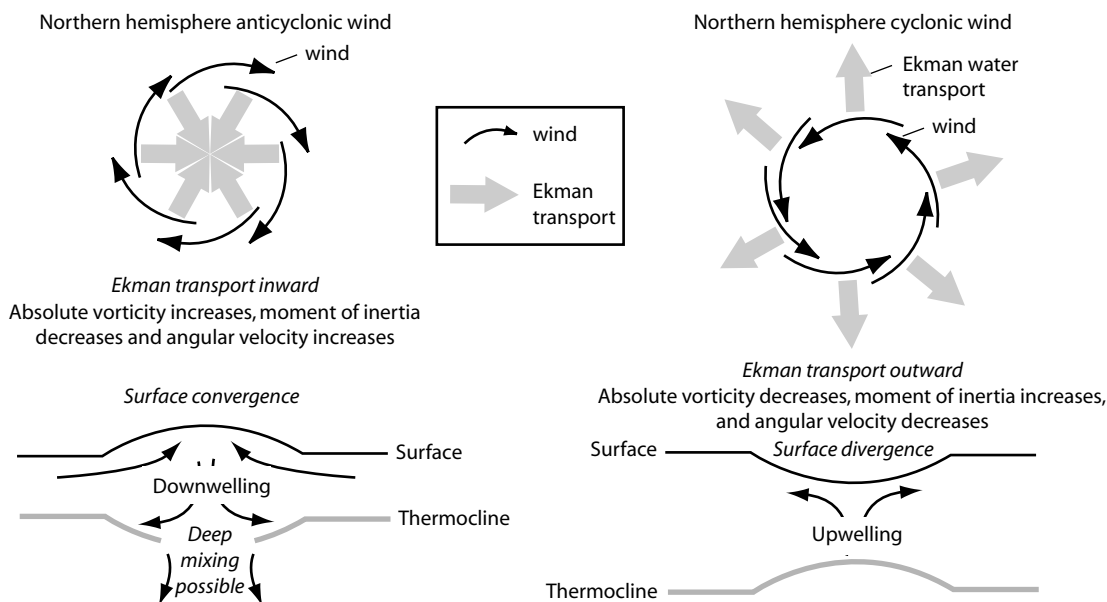 Northern hemisphere anticyclonic wind
wind
Ekman transport inward
Absolute vorticity increases, moment of inertia
decreases and angular velocity increases
Surface convergence
Surface
Downwelling
Thermocline
Deep
mixing
possible
wind
Ekman
transport
Northern hemisphere cyclonic wind
Ekman water
transport
wind
Ekman transport outward
Absolute vorticity decreases, moment of inertia increases,
and angular velocity decreases
Surface
Surface divergence
Upwelling
Thermocline